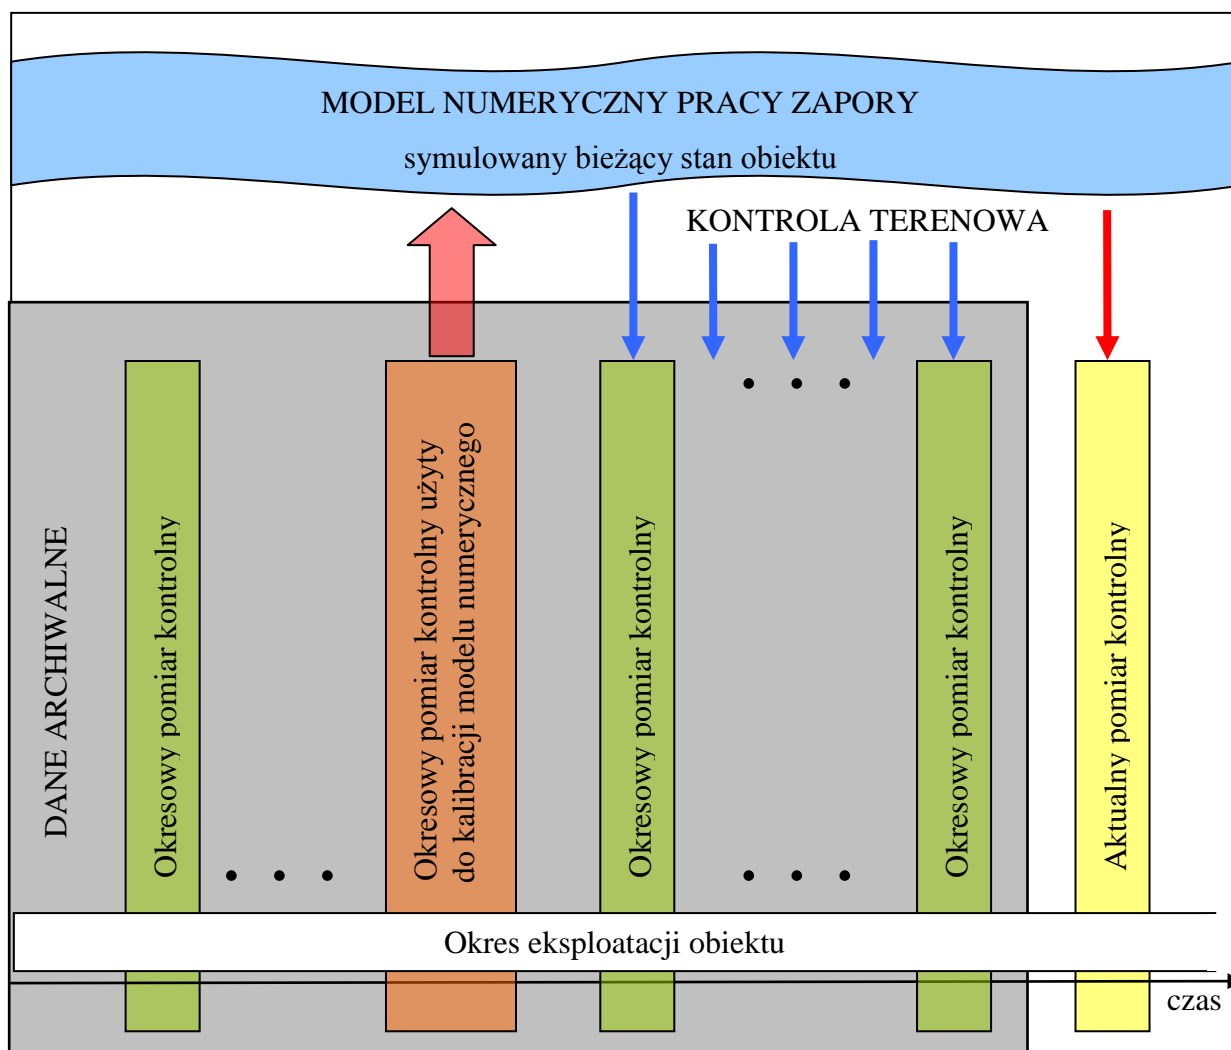 MODEL NUMERYCZNY PRACY ZAPORY
symulowany bieżący stan obiektu
KONTROLA TERENOWA
DANE ARCHIWALNE
Okresowy pomiar kontrolny
Okresowy pomiar kontrolny użyty
do kalibracji modelu numerycznego
Okresowy pomiar kontrolny
Okresowy pomiar kontrolny
Aktualny pomiar kontrolny
Okres eksploatacji obiektu
czas